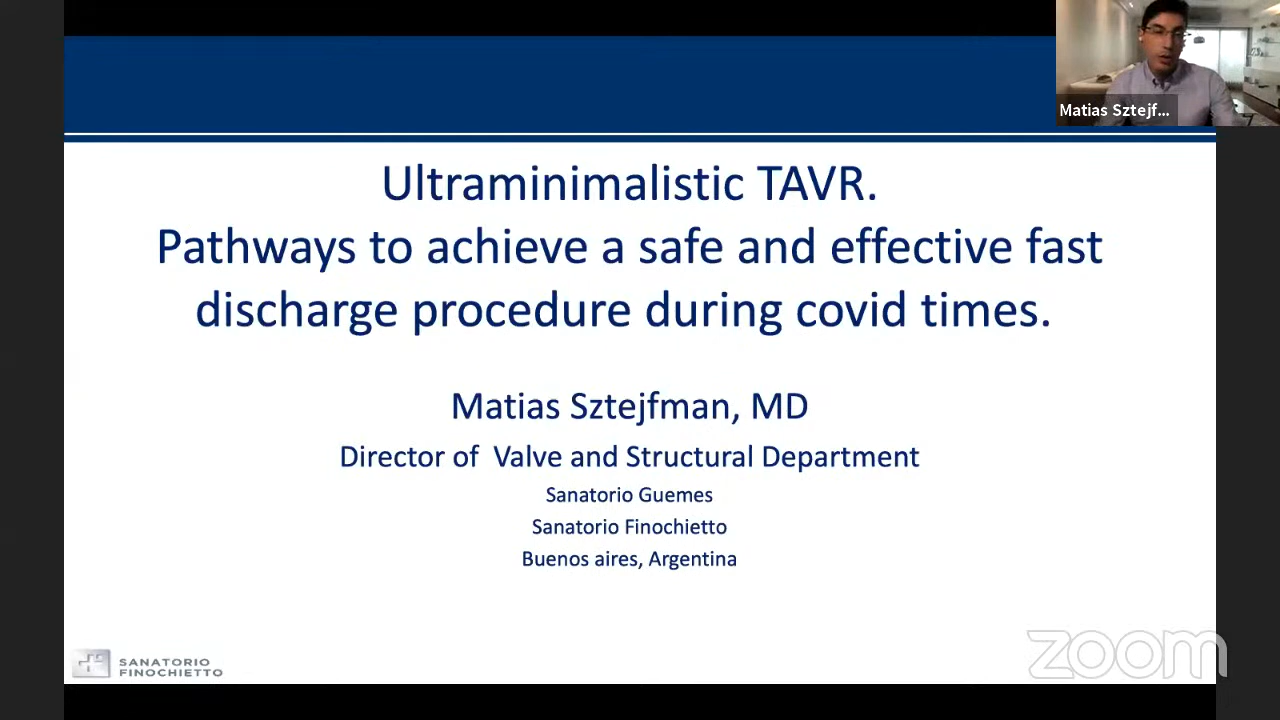 Matias Sztejf...
Ultraminimalistic TAVR.
Pathways to achieve a safe and effective fast
discharge procedure during covid times.
Matias Sztejfman, MD
Director of  Valve and Structural Department
Sanatorio Guemes
Sanatorio Finochietto
Buenos aires, Argentina
SANATORIO
FINOCHIETTO
zoom